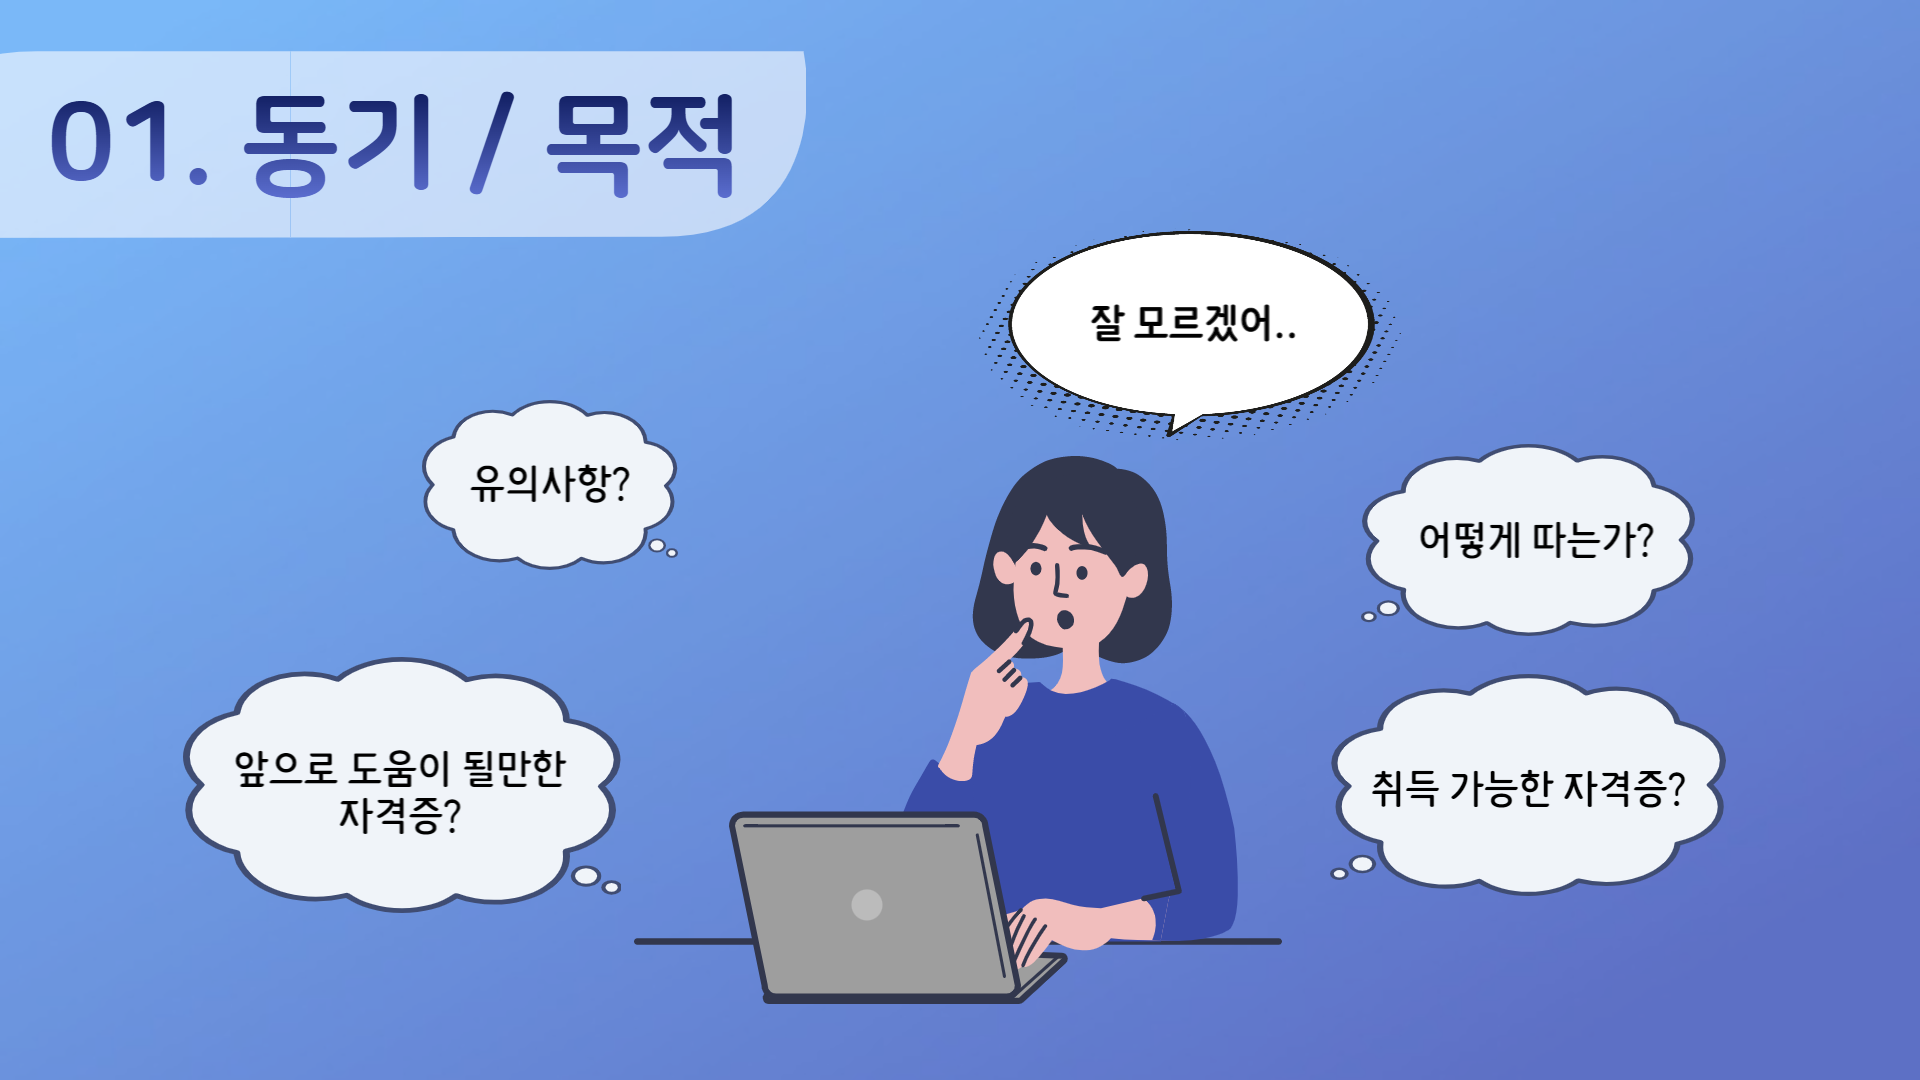 01. 동기 / 목적
잘 모르겠어..
유의사항?
어떻게 따는가?
앞으로 도움이 될만한
자격증?
취득 가능한 자격증?